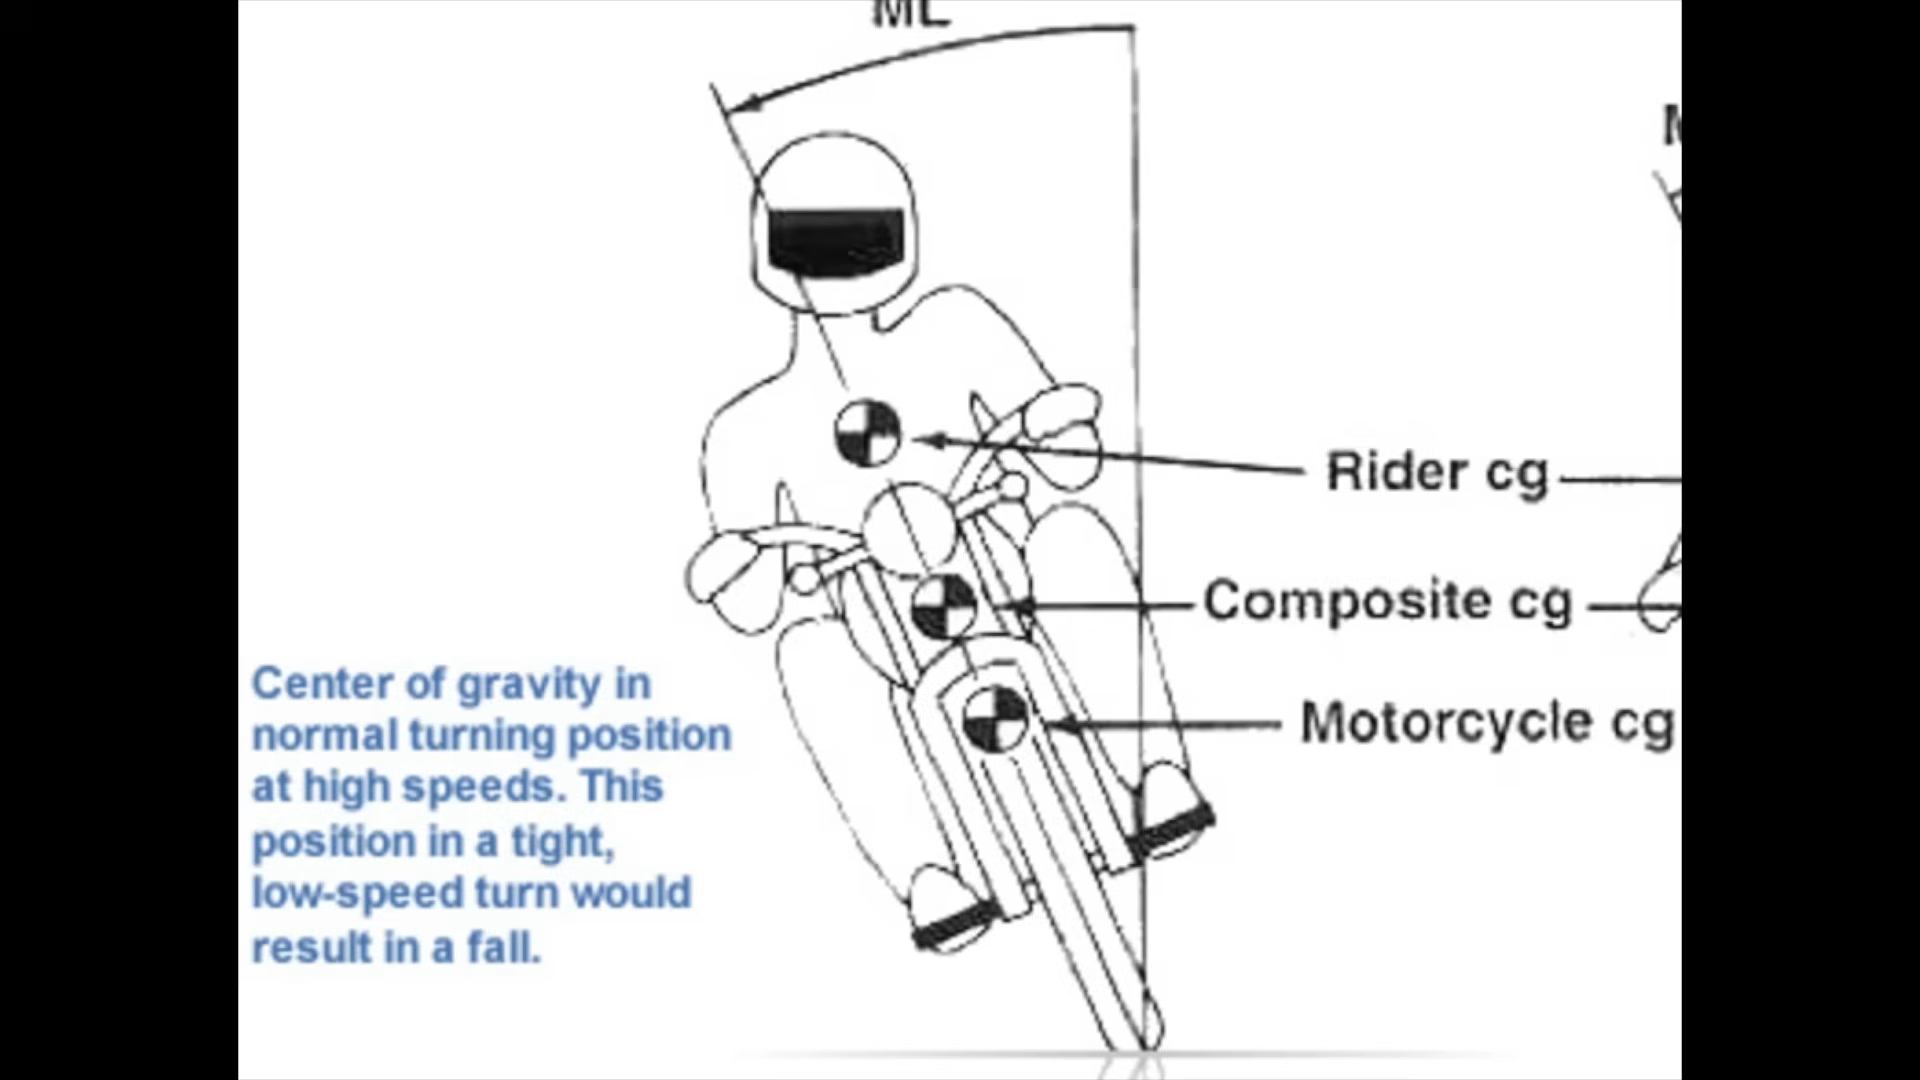 ML
Rider cg
Composite cg
Motorcycle cg
Center of gravity in
normal turning position
at high speeds. This
position in a tight,
low-speed turn would
result in a fall.